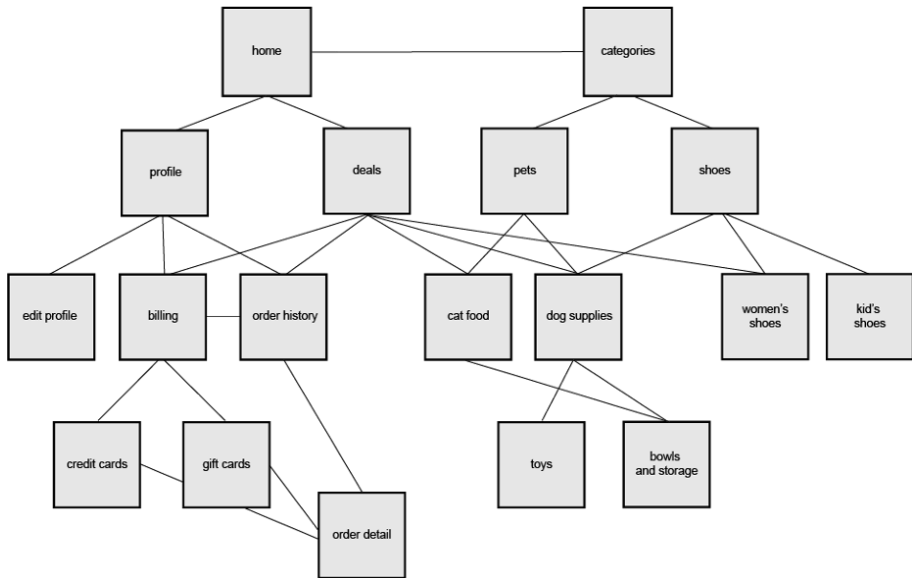 home
categories
profile
deals
pets
shoes
edit profile
billing
order history
cat food
dog supplies
women's
shoes
kid's
shoes
credit cards
gift cards
toys
bowls
and storage
order detail